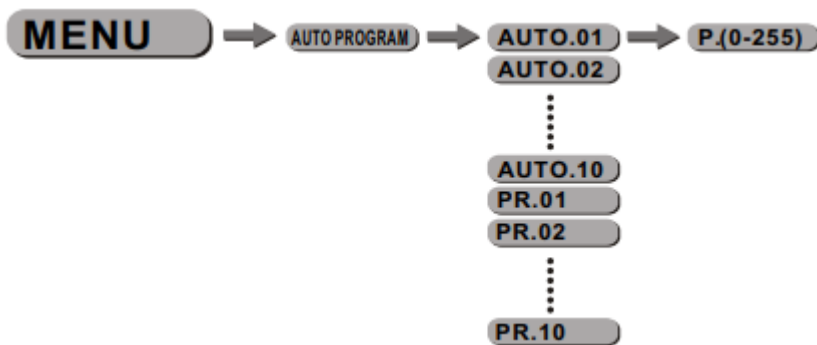 MENU
AUTO PROGRAM
AUTO.01
P.(0-255)
AUTO.02
AUTO.10
PR.01
PR.02
PR.10